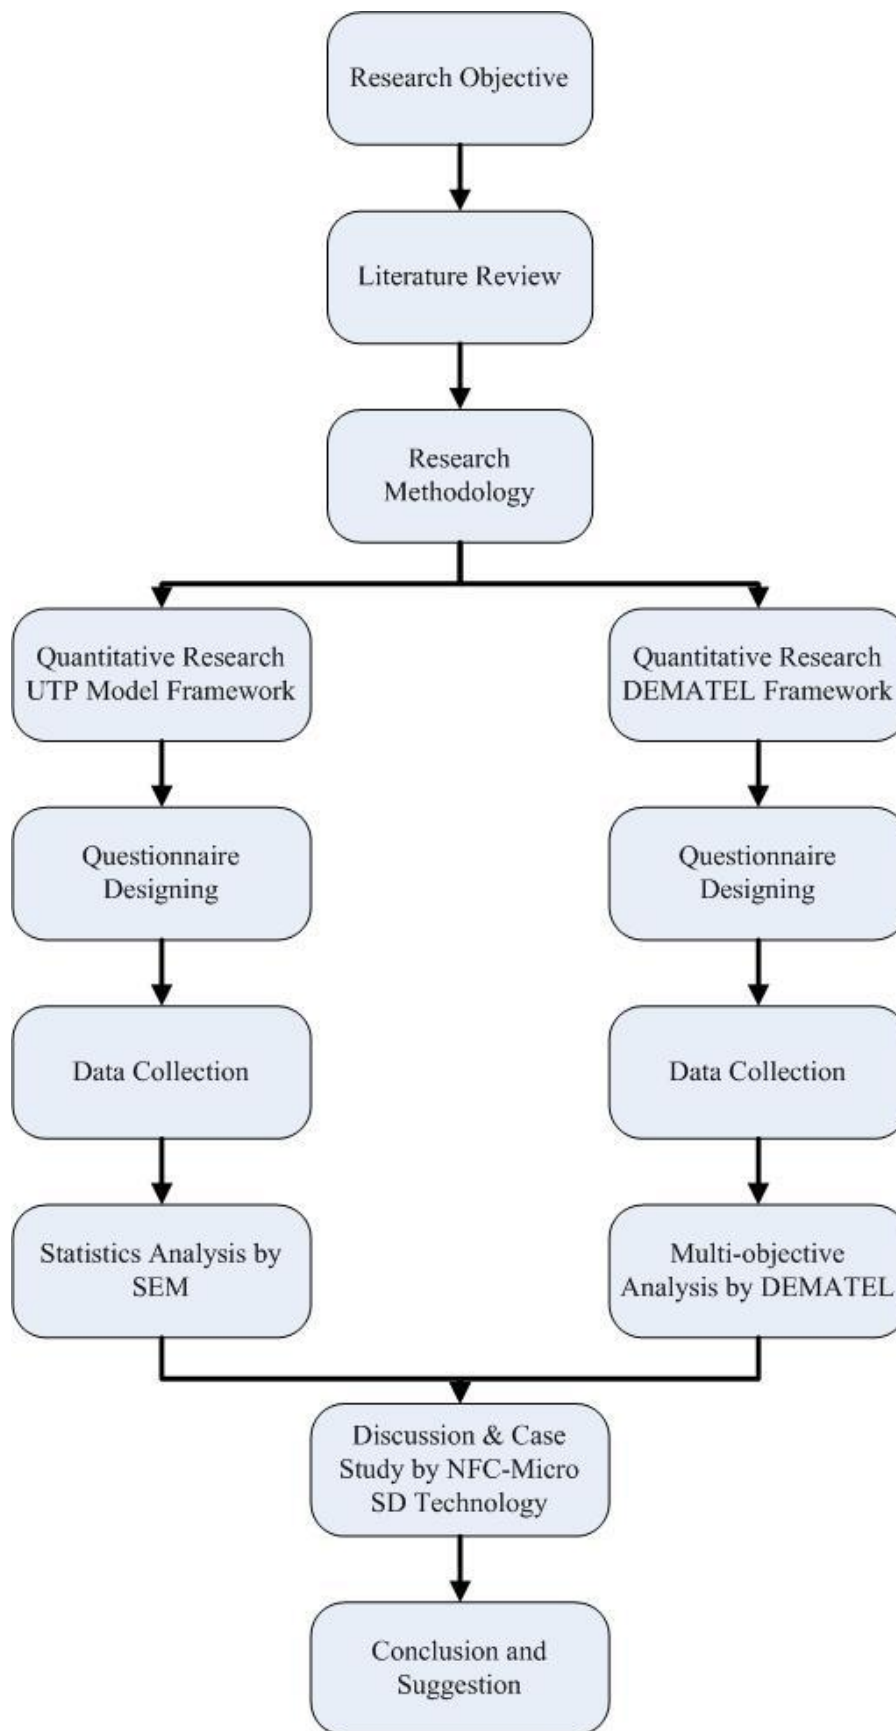 Research Objective
Literature Review
Research
Methodology
Quantitative Research
UTP Model Framework
Quantitative Research
DEMATEL Framework
Questionnaire
Designing
Questionnaire
Designing
Data Collection
Data Collection
Statistics Analysis by
SEM
Multi-objective
Analysis by DEMATEL
Discussion & Case
Study by NFC-Micro
SD Technology
Conclusion and
Suggestion